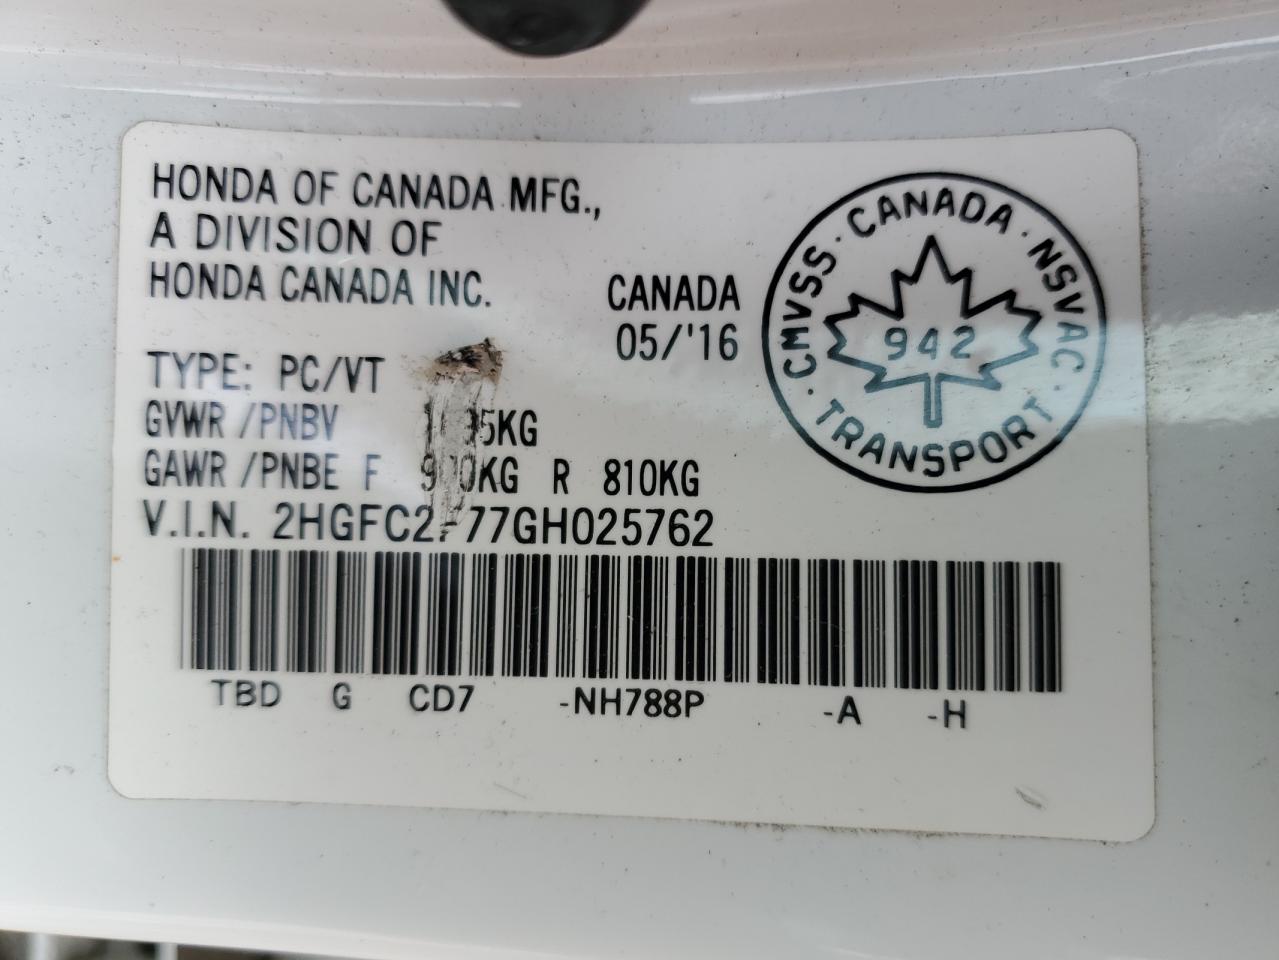 HONDA OF CANADA MFG.,
A DIVISION OF
HONDA CANADA INC.
CANADA
05/'16
TYPE: PC/VT
GVWR /PNBV
GAWR /PNBE F R 810KG
V.I.N.
TBD G CD7 -NH788P -A -H
CMVSS · CANADA · NSVAC ·
TRANSPORT ·
942